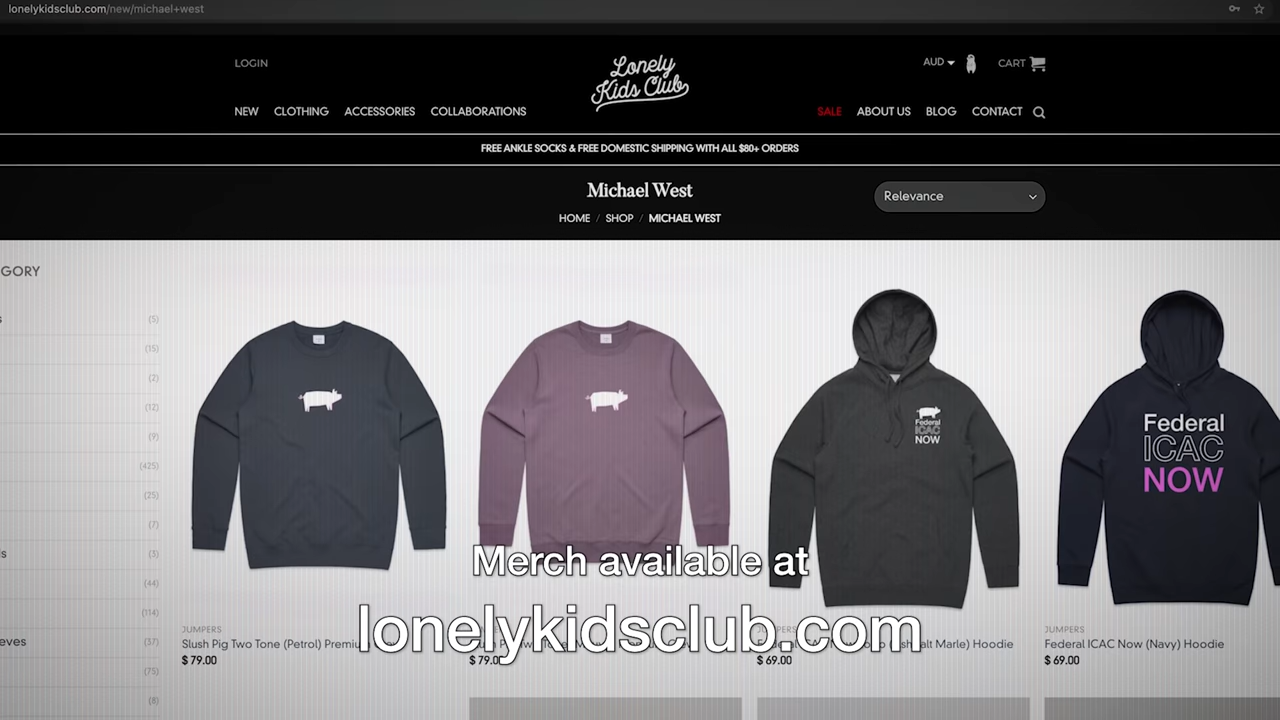 lonelykidsclub.com/new/michael+west
LOGIN
Lonely
Kids Club
AUD
CART
NEW CLOTHING ACCESSORIES COLLABORATIONS
SALE ABOUT US BLOG CONTACT
FREE ANKLE SOCKS & FREE DOMESTIC SHIPPING WITH ALL $80+ ORDERS
Michael West
HOME / SHOP / MICHAEL WEST
Relevance
GORY
(5)
(15)
(2)
(12)
(9)
(425)
(25)
(7)
(3)
(44)
(114)
eeves (37)
(75)
(8)
Federal
ICAC
NOW
Federal
ICAC
NOW
Merch available at
lonelykidsclub.com
JUMPERS
Slush Pig Two Tone (Petrol)
$ 79.00
$ 79.00
Marle) Hoodie
$ 69.00
JUMPERS
Federal ICAC Now (Navy) Hoodie
$ 69.00